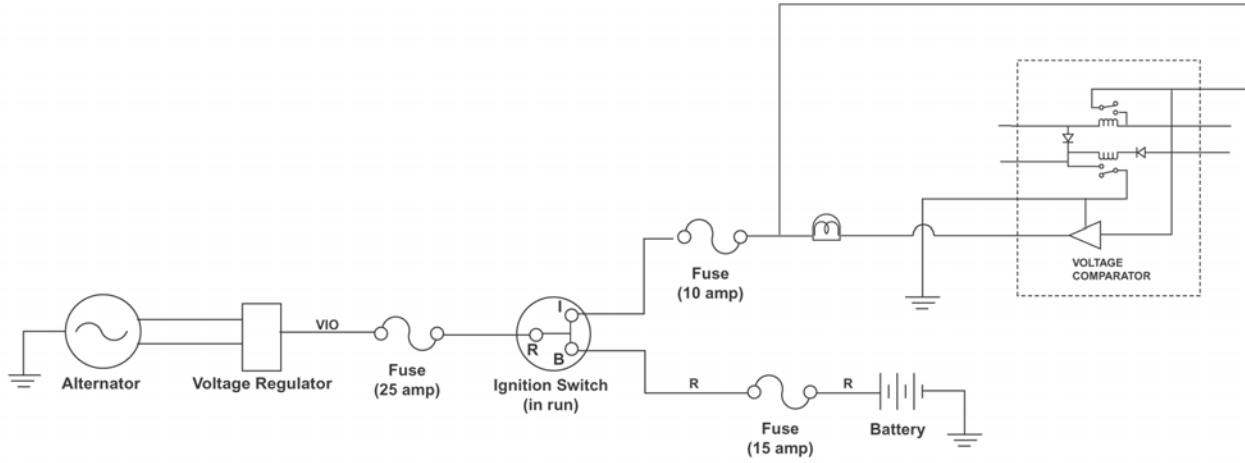 VOLTAGE
COMPARATOR
Fuse
(10 amp)
I
R
B
VIO
Alternator
Voltage Regulator
Fuse
(25 amp)
Ignition Switch
(in run)
R
R
Fuse
(15 amp)
Battery